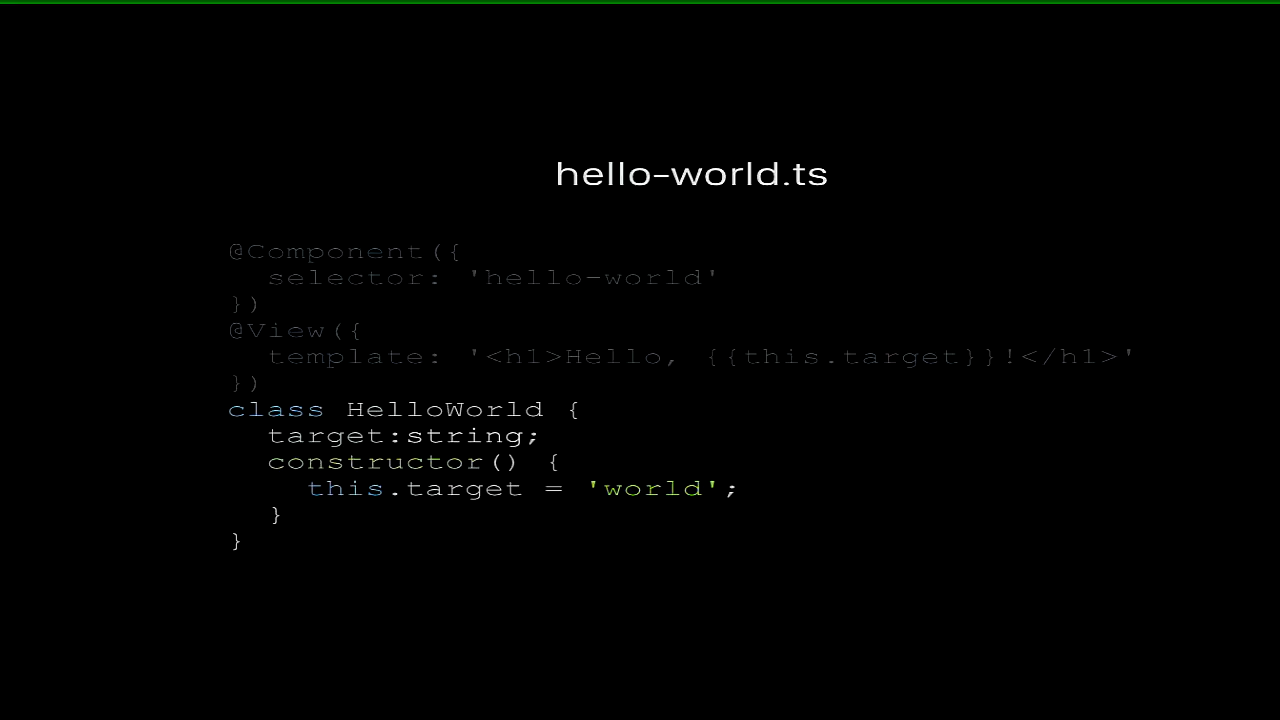 hello-world.ts
@Component({
  selector: 'hello-world'
})
@View({
  template: '<h1>Hello, {{this.target}}!</h1>'
})
class HelloWorld {
  target:string;
  constructor() {
    this.target = 'world';
  }
}